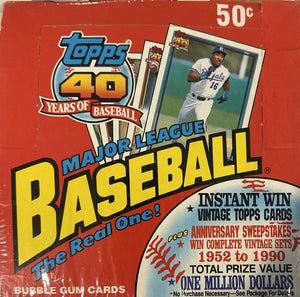 50¢
Topps
40
YEARS OF BASEBALL
16
MAJOR LEAGUE
BASEBALL®
The Real One!
INSTANT WIN
VINTAGE TOPPS CARDS
PLUS ANNIVERSARY SWEEPSTAKES
WIN COMPLETE VINTAGE SETS
1952 to 1990
TOTAL PRIZE VALUE
ONE MILLION DOLLARS
No Purchase Necessary—See Package For Details
BUBBLE GUM CARDS